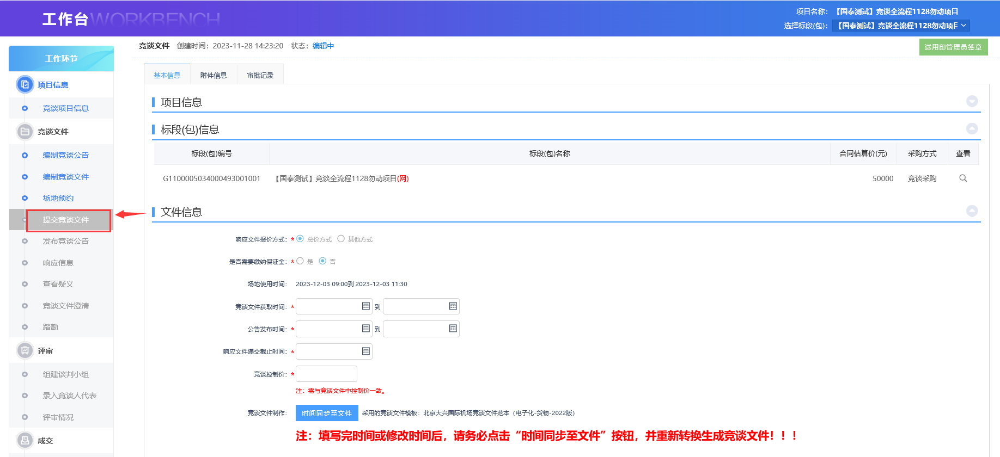 工作台WORKBENCH
项目名称：【国泰测试】竞谈全流程1128勿动项目
选择标段(包)：【国泰测试】竞谈全流程1128勿动项目
竞谈文件 创建时间：2023-11-28 14:23:20 状态：编辑中
送用印管理员签章
工作环节
项目信息
竞谈项目信息
竞谈文件
编制竞谈公告
编制竞谈文件
场地预约
提交竞谈文件
发布竞谈公告
响应信息
查看疑义
竞谈文件澄清
踏勘
评审
组建谈判小组
录入竞谈人代表
评审情况
成交
基本信息 附件信息 审批记录
项目信息
标段(包)信息
标段(包)编号 标段(包)名称 合同估算价(元) 采购方式 查看
G1100005034000493001001 【国泰测试】竞谈全流程1128勿动项目(网) 50000 竞谈采购
文件信息
响应文件报价方式：* 总价方式 其他方式
是否需要缴纳保证金：* 是 否
场地使用时间： 2023-12-03 09:00到 2023-12-03 11:30
竞谈文件获取时间：* 到
公告发布时间：* 到
响应文件递交截止时间：*
竞谈控制价：*
注：需与竞谈文件中控制价一致。
竞谈文件制作： 时间同步至文件 采用的竞谈文件模板：北京大兴国际机场竞谈文件范本（电子化-货物-2022版）
注：填写完时间或修改时间后，请务必点击“时间同步至文件”按钮，并重新转换生成竞谈文件！！！